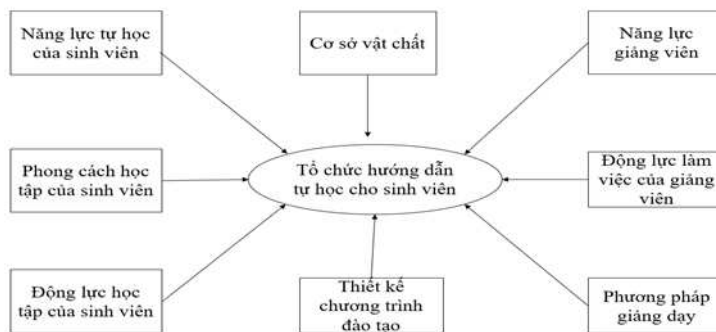 Năng lực tự học
của sinh viên
Cơ sở vật chất
Năng lực
giảng viên
Phong cách học
tập của sinh viên
Tổ chức hướng dẫn
tự học cho sinh viên
Động lực làm
việc của giảng
viên
Động lực học
tập của sinh viên
Thiết kế
chương trình
đào tạo
Phương pháp
giảng dạy